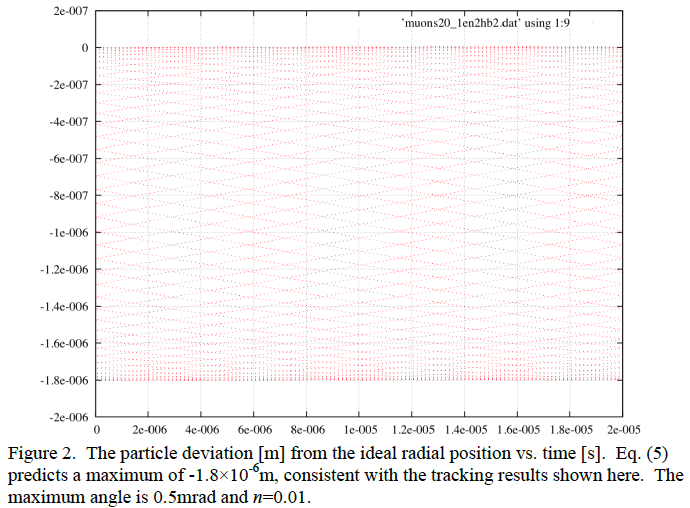 2e-007
'muons20_1en2hb2.dat' using 1:9
0
-2e-007
-4e-007
-6e-007
-8e-007
-1e-006
-1.2e-006
-1.4e-006
-1.6e-006
-1.8e-006
-2e-006
0 2e-006 4e-006 6e-006 8e-006 1e-005 1.2e-005 1.4e-005 1.6e-005 1.8e-005 2e-005
Figure 2.  The particle deviation [m] from the ideal radial position vs. time [s].  Eq. (5)
predicts a maximum of -1.8×10⁻⁶m, consistent with the tracking results shown here.  The
maximum angle is 0.5mrad and n=0.01.